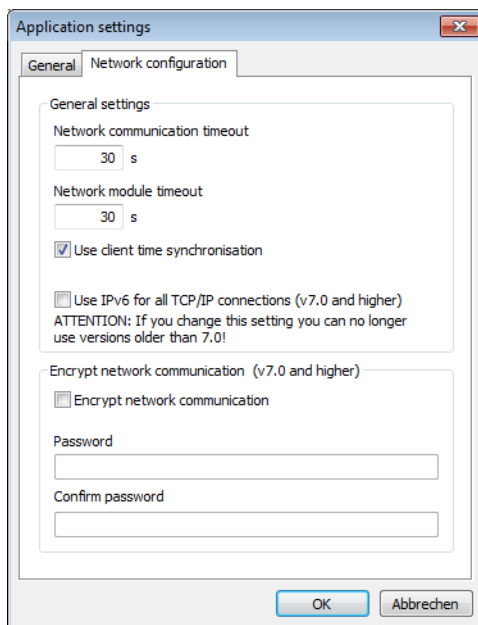 Application settings
General
Network configuration
General settings
Network communication timeout
30 s
Network module timeout
30 s
Use client time synchronisation
Use IPv6 for all TCP/IP connections (v7.0 and higher)
ATTENTION: If you change this setting you can no longer
use versions older than 7.0!
Encrypt network communication (v7.0 and higher)
Encrypt network communication
Password
Confirm password
OK
Abbrechen